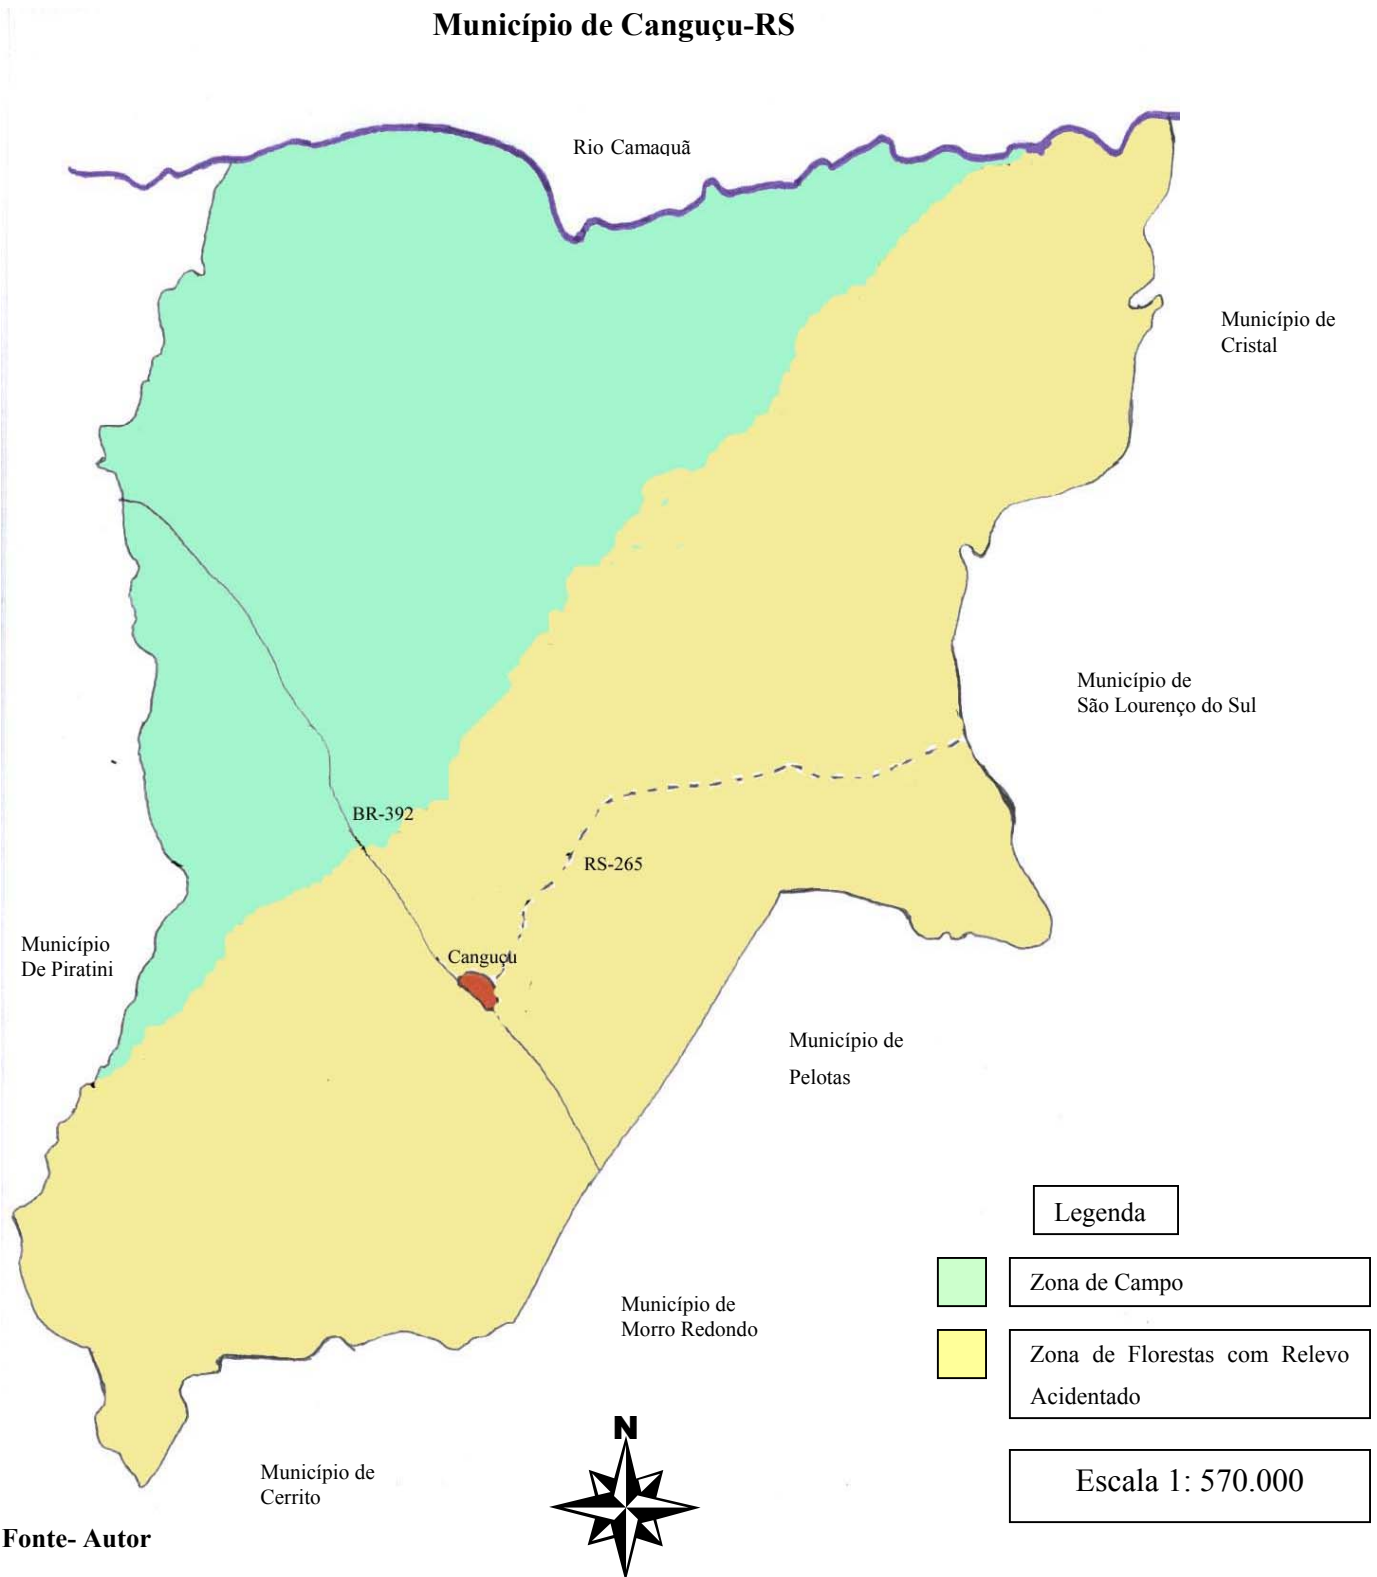 Município de Canguçu-RS
Rio Camaquã
Município de
Cristal
Município de
São Lourenço do Sul
BR-392
RS-265
Município
De Piratini
Canguçu
Município de
Pelotas
Legenda
Zona de Campo
Município de
Morro Redondo
Zona de Florestas com Relevo
Acidentado
N
Município de
Cerrito
Escala 1: 570.000
Fonte- Autor